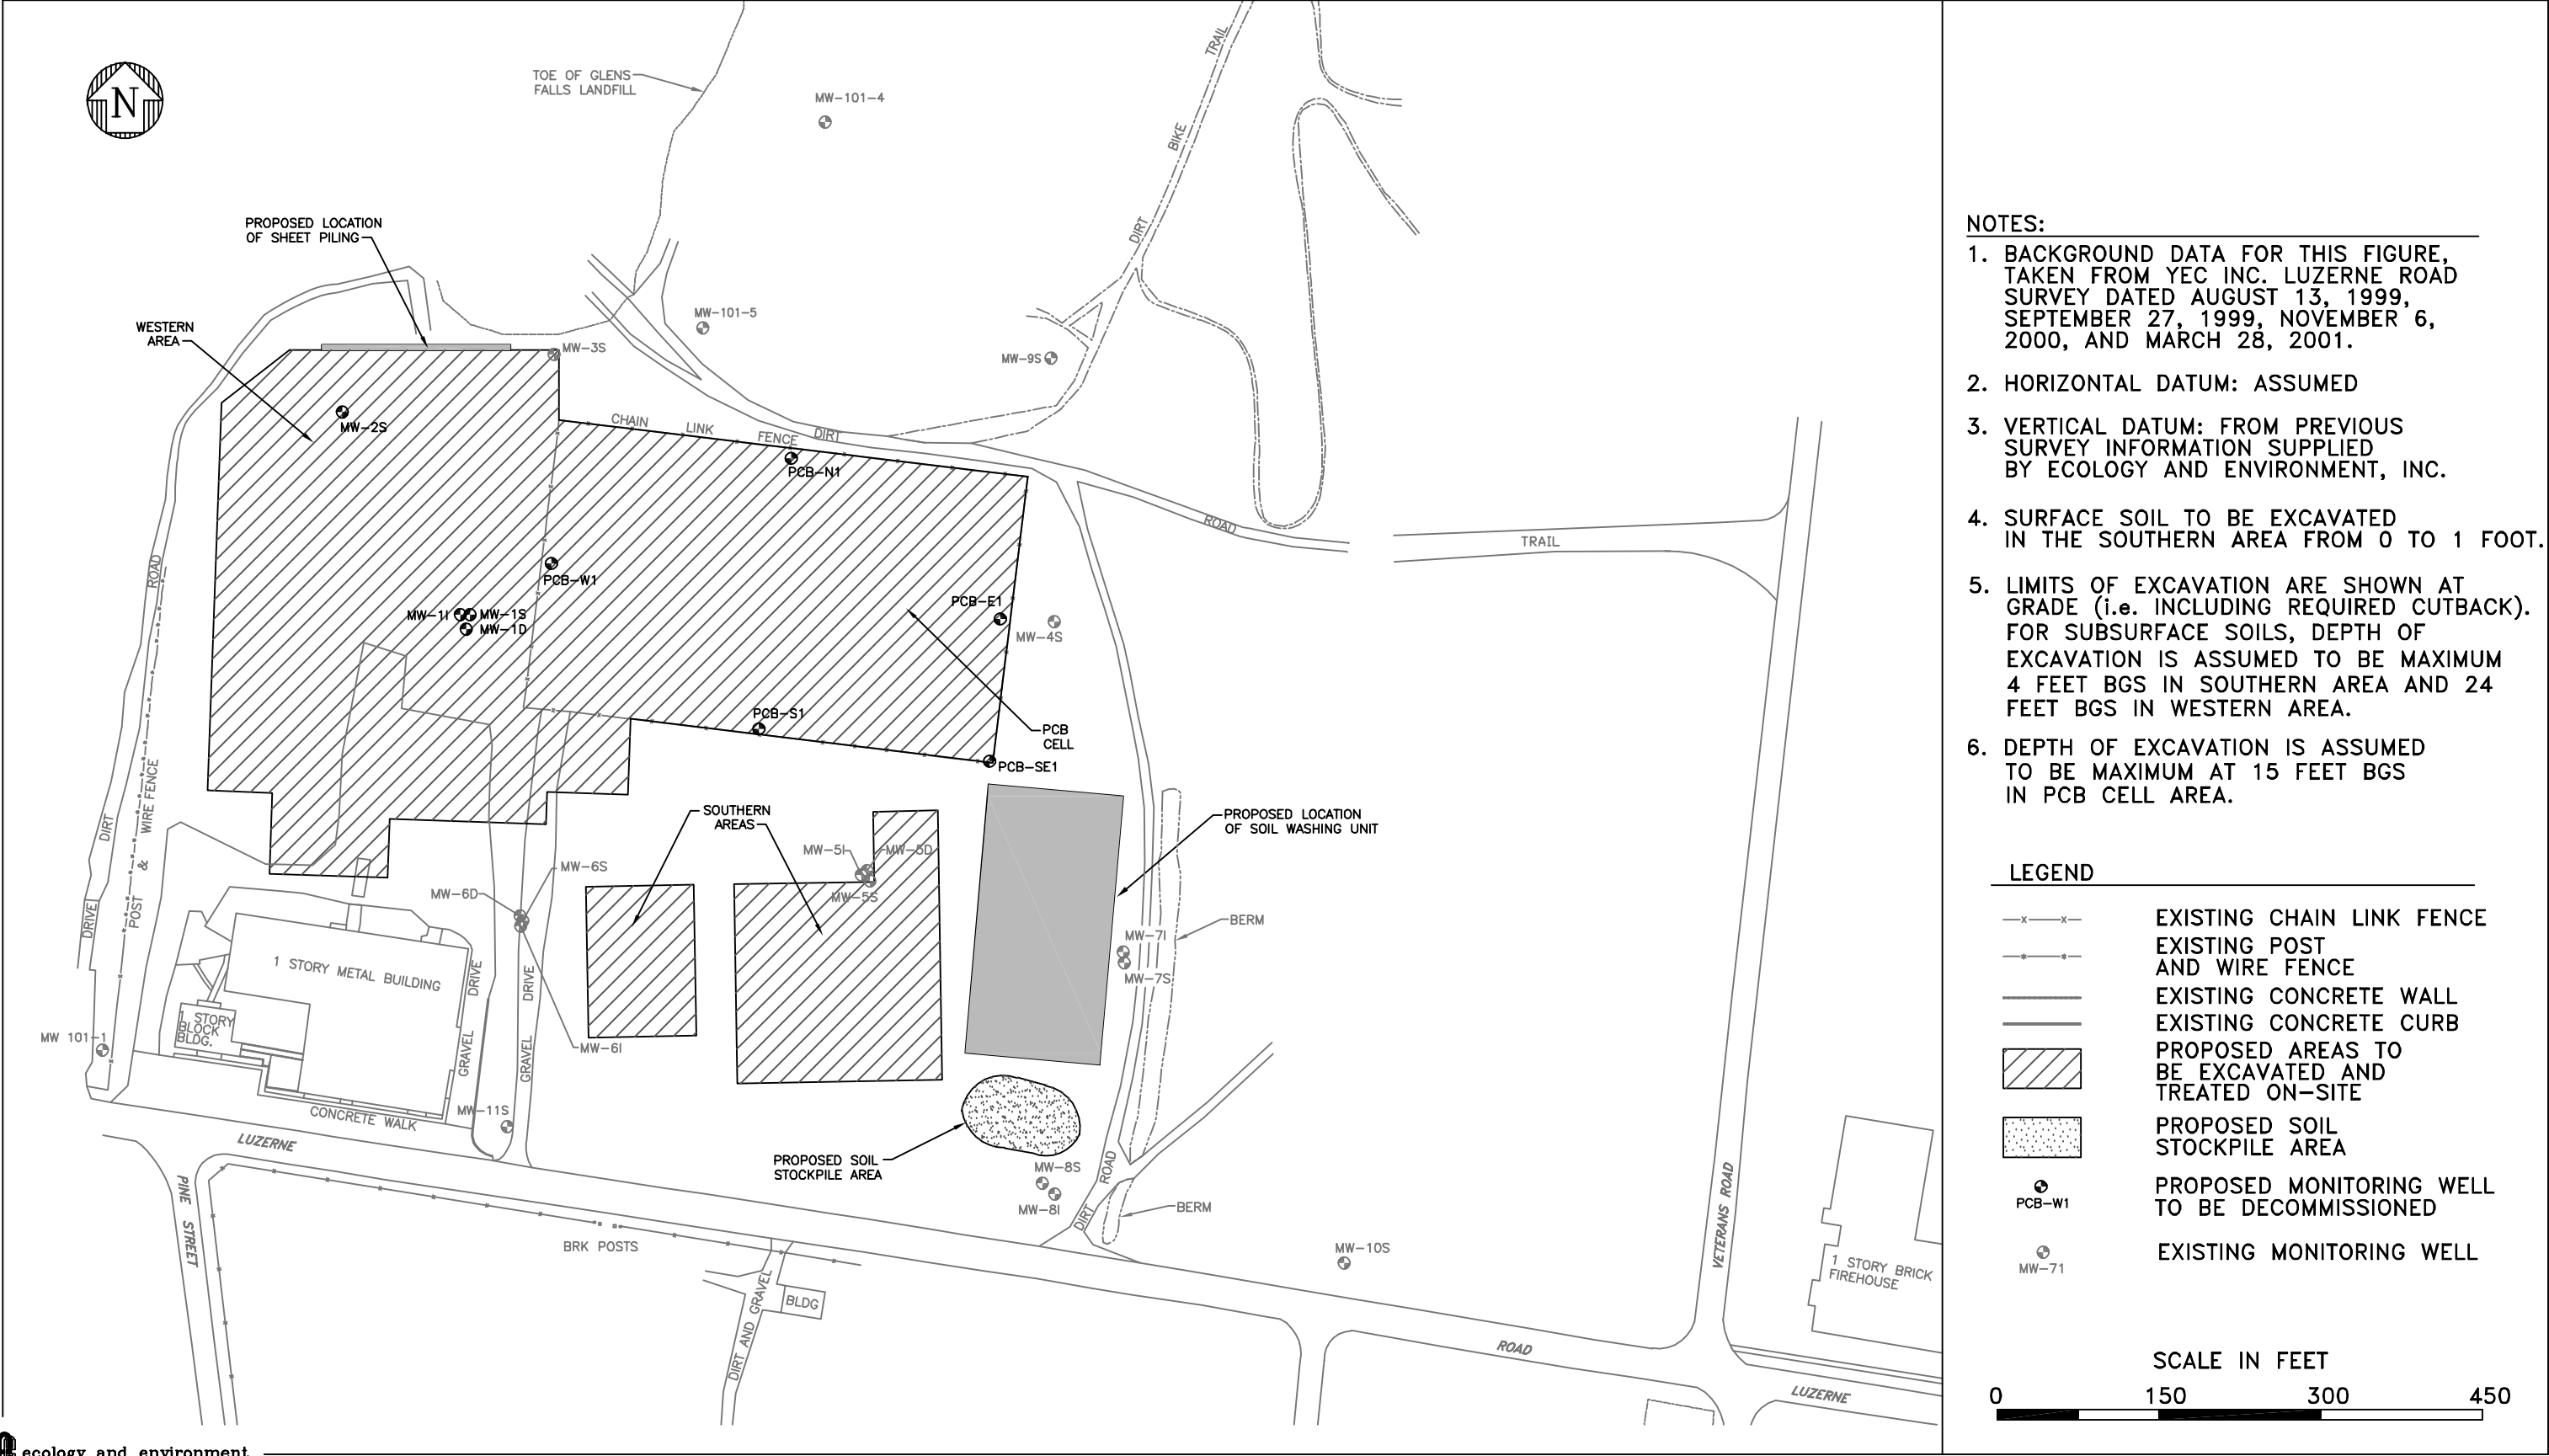 N
TOE OF GLENS
FALLS LANDFILL
MW-101-4
DIRT BIKE TRAIL
PROPOSED LOCATION
OF SHEET PILING
WESTERN
AREA
MW-101-5
MW-3S
MW-9S
MW-2S
CHAIN LINK FENCE
DIRT
ROAD
PCB-N1
TRAIL
PCB-W1
MW-1I
MW-1S
MW-1D
PCB-E1
MW-4S
PCB-S1
PCB
CELL
PCB-SE1
DIRT
ROAD
POST & WIRE FENCE
DRIVE
SOUTHERN
AREAS
PROPOSED LOCATION
OF SOIL WASHING UNIT
MW-5I
MW-5D
MW-5S
MW-6S
MW-6D
MW-6I
BERM
MW-7I
MW-7S
1 STORY METAL BUILDING
1 STORY
BLOCK
BLDG.
GRAVEL DRIVE
GRAVEL DRIVE
MW 101-1
MW-11S
CONCRETE WALK
LUZERNE
PINE STREET
PROPOSED SOIL
STOCKPILE AREA
MW-8S
MW-8I
DIRT ROAD
BERM
BRK POSTS
DIRT AND GRAVEL
BLDG
MW-10S
VETERANS ROAD
1 STORY BRICK
FIREHOUSE
ROAD
LUZERNE
NOTES:
1. BACKGROUND DATA FOR THIS FIGURE,
TAKEN FROM YEC INC. LUZERNE ROAD
SURVEY DATED AUGUST 13, 1999,
SEPTEMBER 27, 1999, NOVEMBER 6,
2000, AND MARCH 28, 2001.
2. HORIZONTAL DATUM: ASSUMED
3. VERTICAL DATUM: FROM PREVIOUS
SURVEY INFORMATION SUPPLIED
BY ECOLOGY AND ENVIRONMENT, INC.
4. SURFACE SOIL TO BE EXCAVATED
IN THE SOUTHERN AREA FROM 0 TO 1 FOOT.
5. LIMITS OF EXCAVATION ARE SHOWN AT
GRADE (i.e. INCLUDING REQUIRED CUTBACK).
FOR SUBSURFACE SOILS, DEPTH OF
EXCAVATION IS ASSUMED TO BE MAXIMUM
4 FEET BGS IN SOUTHERN AREA AND 24
FEET BGS IN WESTERN AREA.
6. DEPTH OF EXCAVATION IS ASSUMED
TO BE MAXIMUM AT 15 FEET BGS
IN PCB CELL AREA.
LEGEND
EXISTING CHAIN LINK FENCE
EXISTING POST
AND WIRE FENCE
EXISTING CONCRETE WALL
EXISTING CONCRETE CURB
PROPOSED AREAS TO
BE EXCAVATED AND
TREATED ON-SITE
PROPOSED SOIL
STOCKPILE AREA
PCB-W1
PROPOSED MONITORING WELL
TO BE DECOMMISSIONED
MW-71
EXISTING MONITORING WELL
SCALE IN FEET
0 150 300 450
ecology and environment